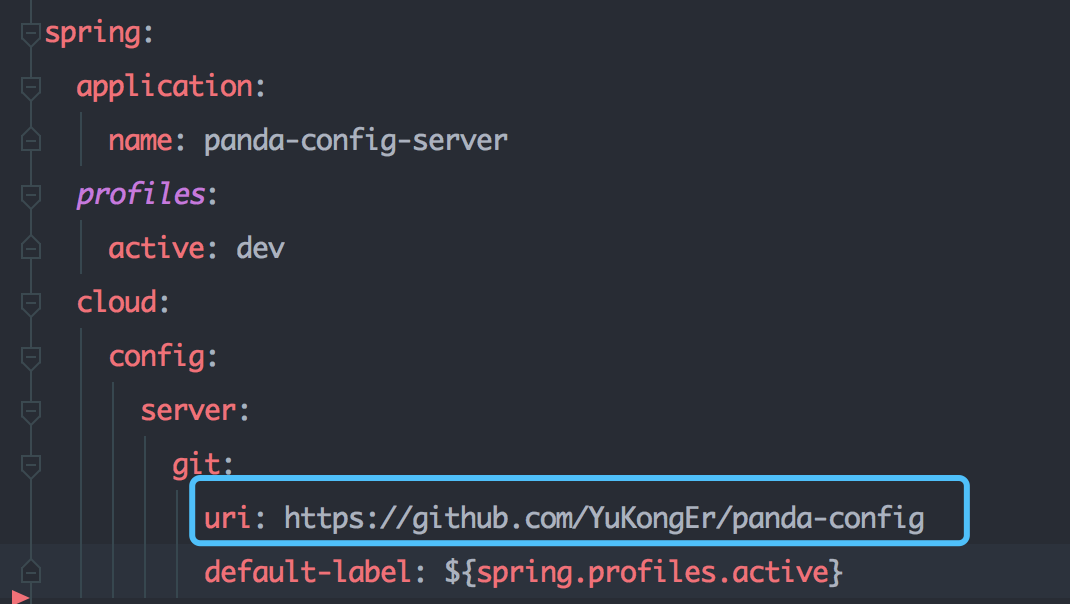 spring:
  application:
    name: panda-config-server
  profiles:
    active: dev
  cloud:
    config:
      server:
        git:
          uri: https://github.com/YuKongEr/panda-config
          default-label: ${spring.profiles.active}